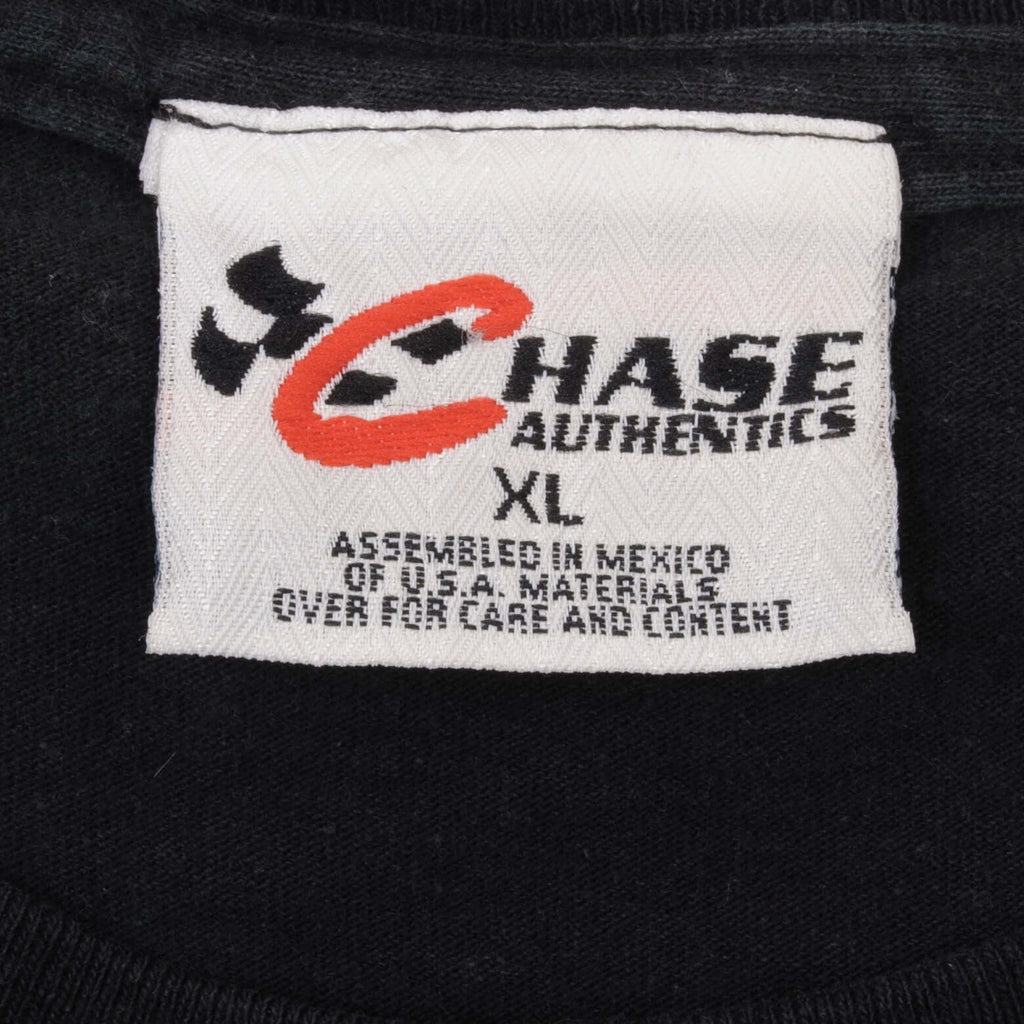 CHASE
AUTHENTICS
XL
ASSEMBLED IN MEXICO
OF U.S.A. MATERIALS
OVER FOR CARE AND CONTENT